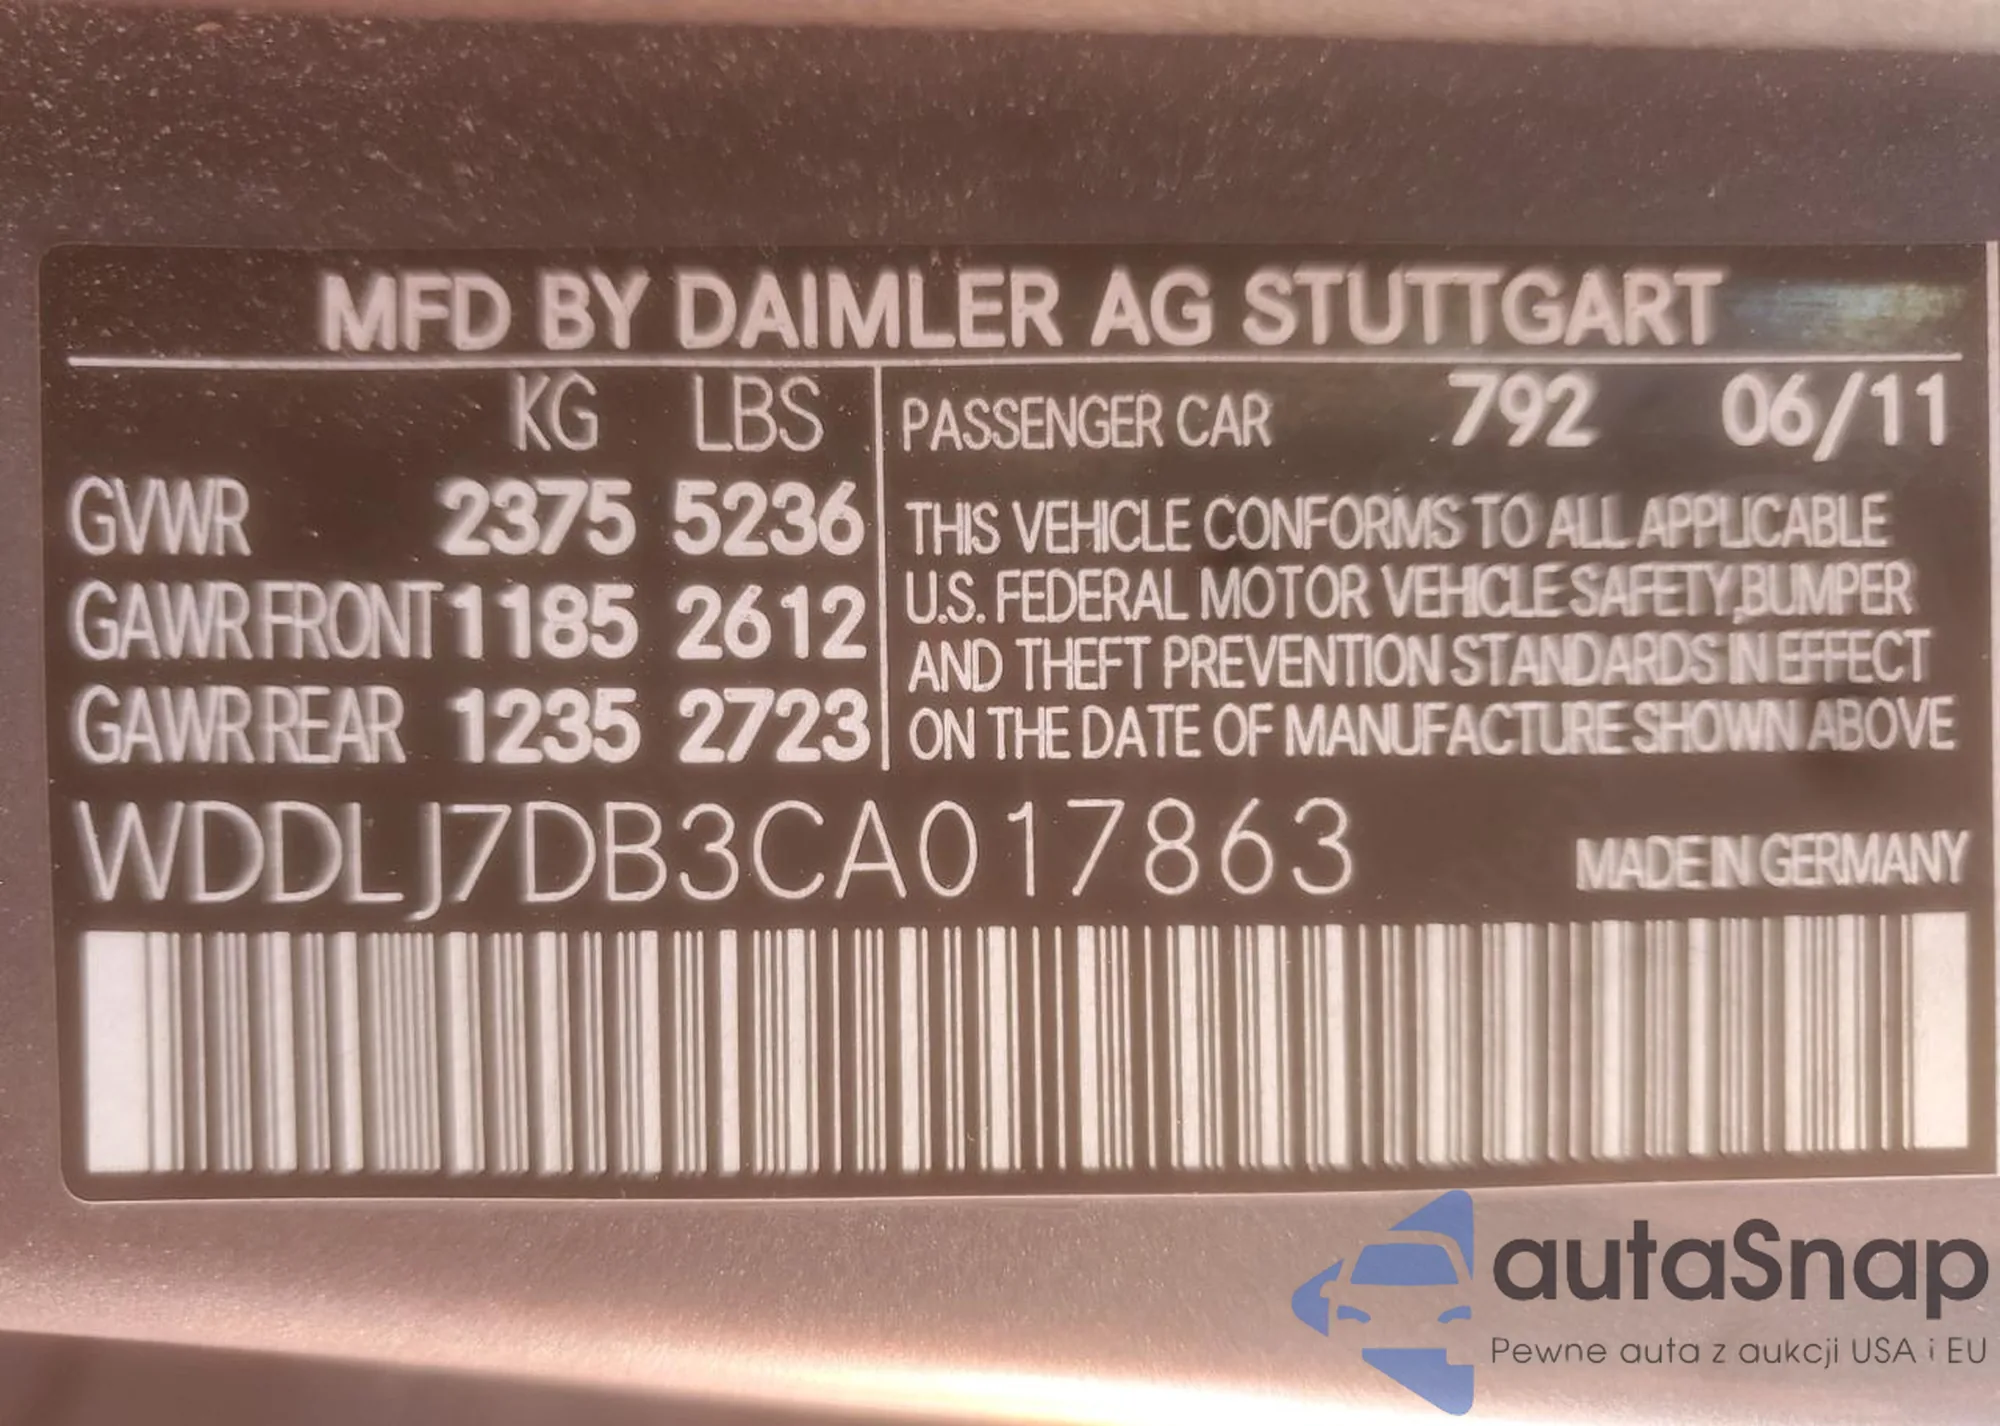 MFD BY DAIMLER AG STUTTGART
KG LBS
GVWR 2375 5236
GAWR FRONT 1185 2612
GAWR REAR 1235 2723
PASSENGER CAR 792 06/11
THIS VEHICLE CONFORMS TO ALL APPLICABLE
U.S. FEDERAL MOTOR VEHICLE SAFETY,BUMPER
AND THEFT PREVENTION STANDARDS IN EFFECT
ON THE DATE OF MANUFACTURE SHOWN ABOVE
WDDLJ7DB3CA017863
MADE IN GERMANY
autaSnap
Pewne auta z aukcji USA i EU